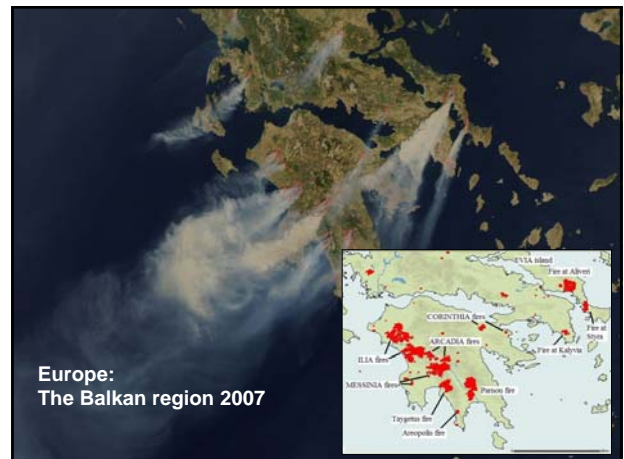 Europe:
The Balkan region 2007
EVIA island
Fire at Aliveri
CORINTHIA fires
ARCADIA fires
Fire at
Styra
ILIA fires
Fire at Kalyvia
MESSINIA fires
Parnon fire
Taygetus fire
Areopolis fire